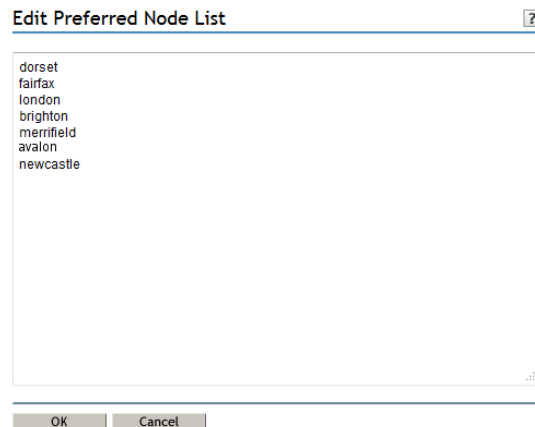 Edit Preferred Node List
?
dorset
fairfax
london
brighton
merrifield
avalon
newcastle
OK Cancel